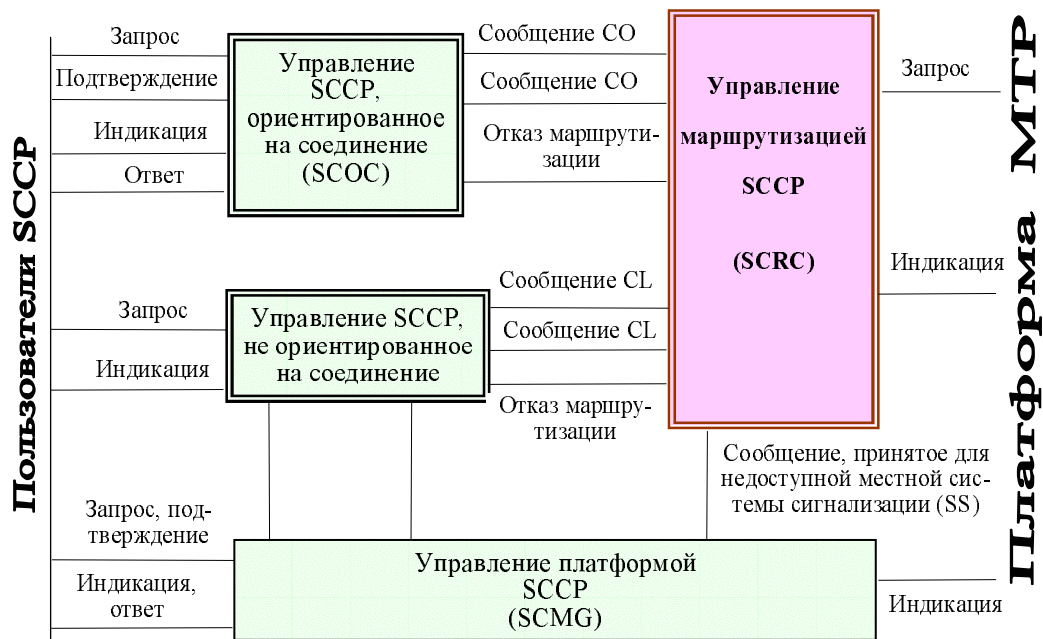 Пользователи SCCP
Запрос
Подтверждение
Индикация
Ответ
Управление
SCCP,
ориентированное
на соединение
(SCOC)
Сообщение CO
Сообщение CO
Отказ маршрути-
зации
Управление
маршрутизацией
SCCP
(SCRC)
Запрос
Индикация
Платформа МТР
Запрос
Индикация
Управление SCCP,
не ориентированное
на соединение
Сообщение CL
Сообщение CL
Отказ маршру-
тизации
Сообщение, принятое для
недоступной местной сис-
темы сигнализации (SS)
Запрос, под-
тверждение
Индикация,
ответ
Управление платформой
SCCP
(SCMG)
Индикация